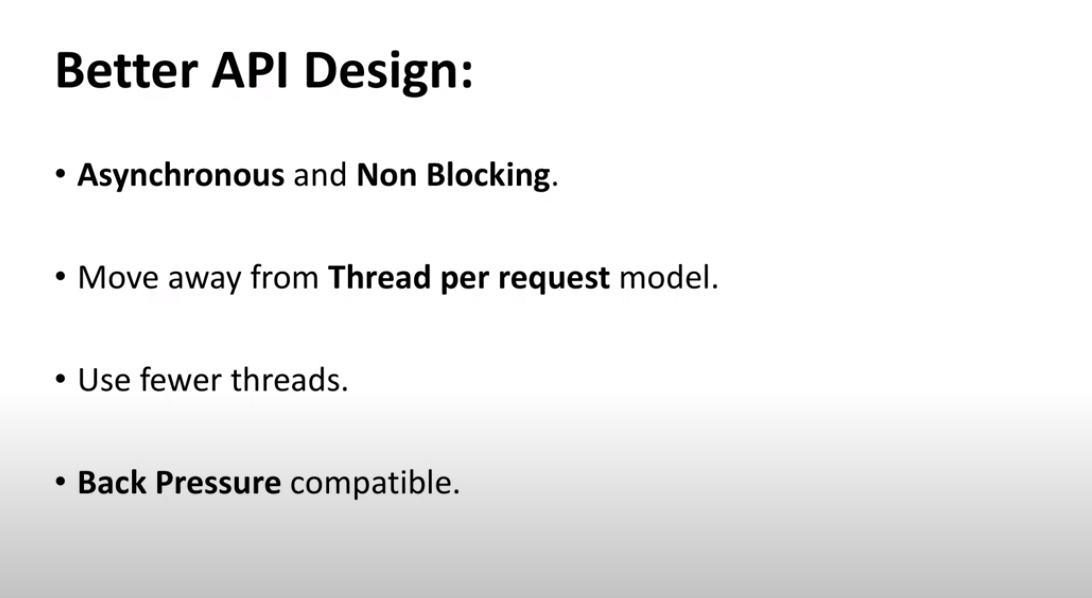 Better API Design:
• Asynchronous and Non Blocking.
• Move away from Thread per request model.
• Use fewer threads.
• Back Pressure compatible.